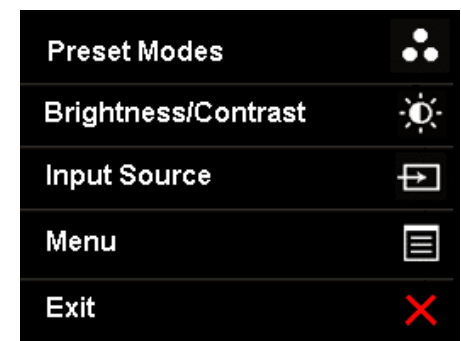 Preset Modes
Brightness/Contrast
Input Source
Menu
Exit